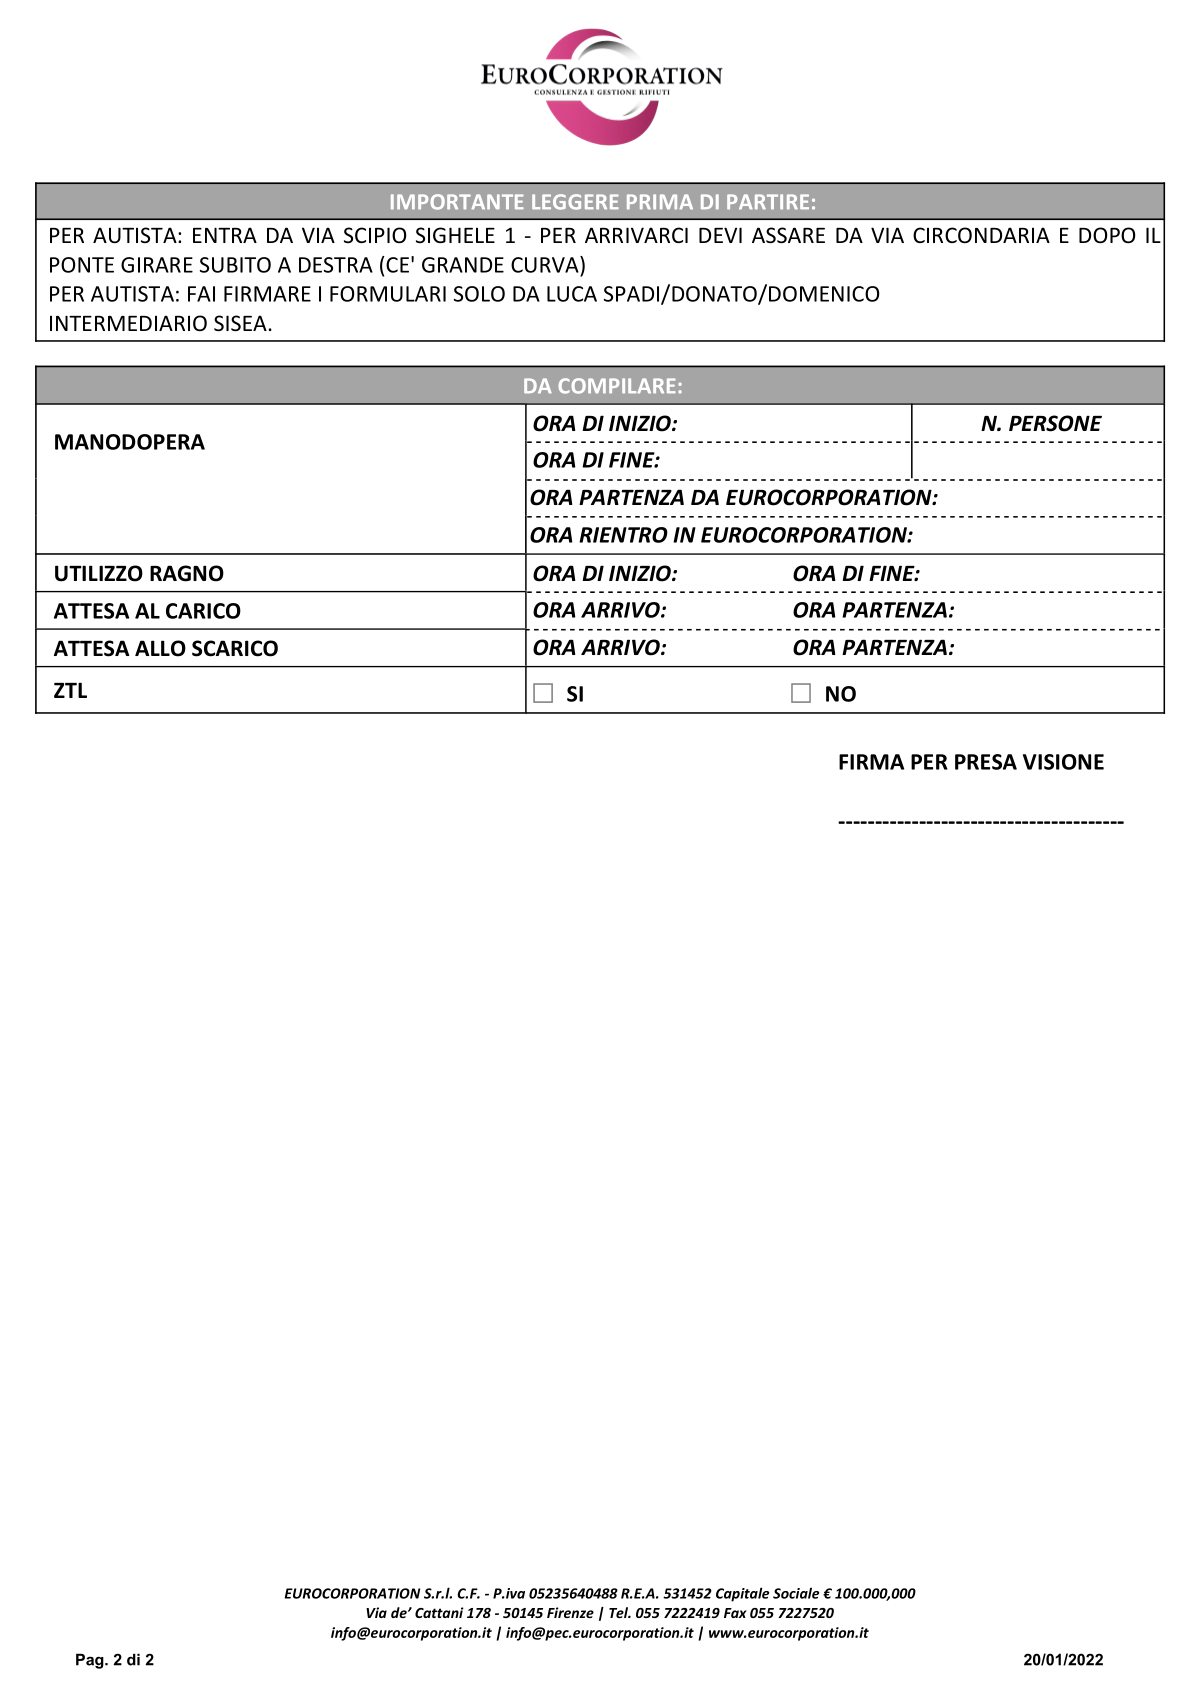 EUROCORPORATION
CONSULENZA E GESTIONE RIFIUTI
IMPORTANTE LEGGERE PRIMA DI PARTIRE:
PER AUTISTA: ENTRA DA VIA SCIPIO SIGHELE 1 - PER ARRIVARCI DEVI ASSARE DA VIA CIRCONDARIA E DOPO IL
PONTE GIRARE SUBITO A DESTRA (CE' GRANDE CURVA)
PER AUTISTA: FAI FIRMARE I FORMULARI SOLO DA LUCA SPADI/DONATO/DOMENICO
INTERMEDIARIO SISEA.
DA COMPILARE:
MANODOPERA
ORA DI INIZIO: N. PERSONE
ORA DI FINE:
ORA PARTENZA DA EUROCORPORATION:
ORA RIENTRO IN EUROCORPORATION:
UTILIZZO RAGNO ORA DI INIZIO: ORA DI FINE:
ATTESA AL CARICO ORA ARRIVO: ORA PARTENZA:
ATTESA ALLO SCARICO ORA ARRIVO: ORA PARTENZA:
ZTL ☐ SI ☐ NO
FIRMA PER PRESA VISIONE
---------------------------------------
EUROCORPORATION S.r.l. C.F. - P.iva 05235640488 R.E.A. 531452 Capitale Sociale € 100.000,000
Via de’ Cattani 178 - 50145 Firenze | Tel. 055 7222419 Fax 055 7227520
info@eurocorporation.it | info@pec.eurocorporation.it | www.eurocorporation.it
Pag. 2 di 2 20/01/2022